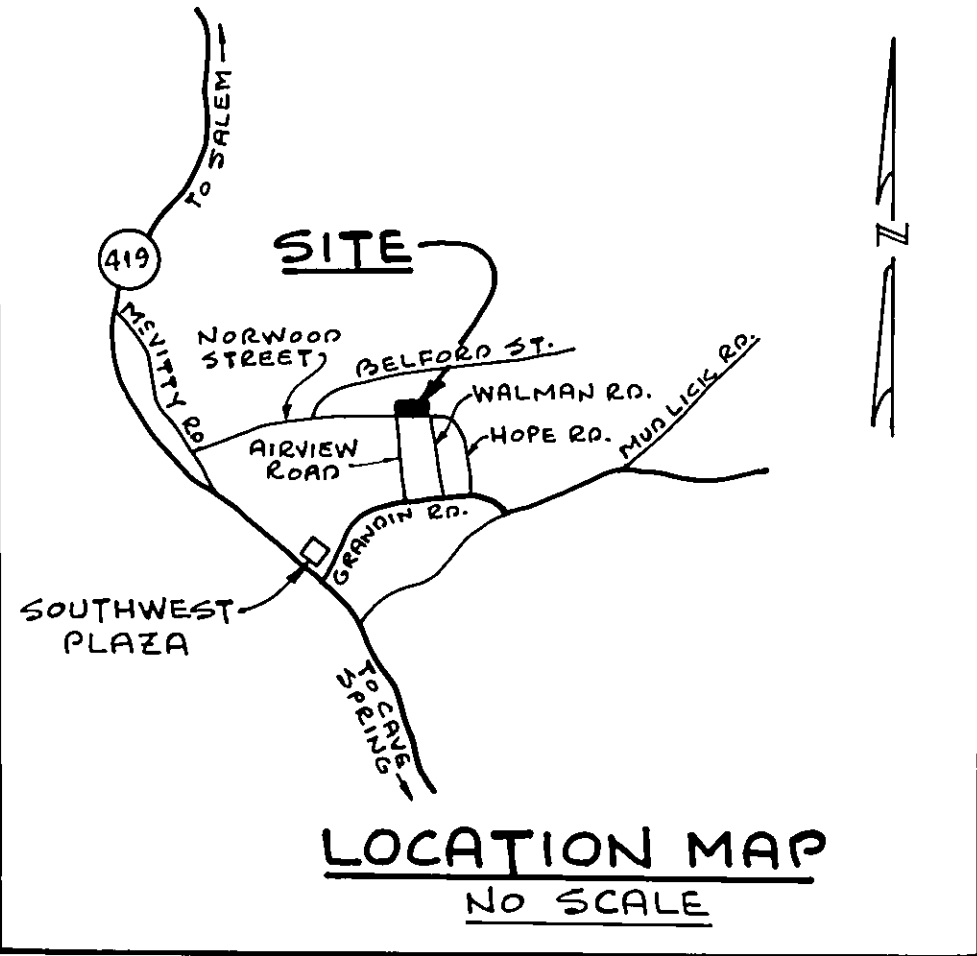 TO SALEM
419
SITE
N
McVITTY RD
NORWOOD
STREET
BELFORD ST.
MUDLICK RD.
WALMAN RD.
AIRVIEW
ROAD
HOPE RD.
GRANDIN RD.
SOUTHWEST
PLAZA
TO CAVE
SPRING
LOCATION MAP
NO SCALE